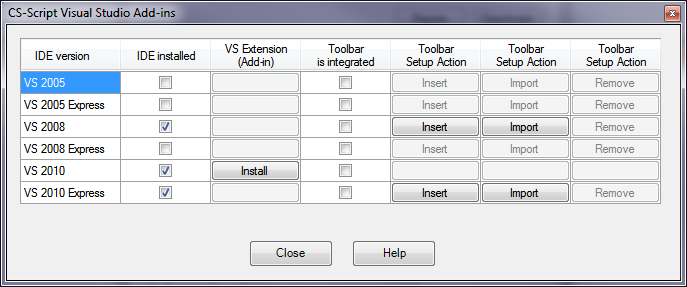 CS-Script Visual Studio Add-ins
IDE version IDE installed VS Extension (Add-in) Toolbar is integrated Toolbar Setup Action Toolbar Setup Action Toolbar Setup Action
VS 2005 Insert Import Remove
VS 2005 Express Insert Import Remove
VS 2008 Insert Import Remove
VS 2008 Express Insert Import Remove
VS 2010 Install
VS 2010 Express Insert Import Remove
Close Help